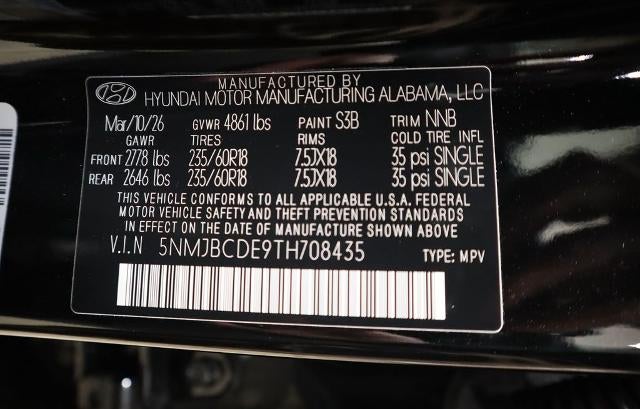 MANUFACTURED BY
HYUNDAI MOTOR MANUFACTURING ALABAMA, LLC
Mar/10/26 GVWR 4861 lbs PAINT S3B TRIM NNB
GAWR TIRES RIMS COLD TIRE INFL
FRONT 2778 lbs 235/60R18 7.5JX18 35 psi SINGLE
REAR 2646 lbs 235/60R18 7.5JX18 35 psi SINGLE
THIS VEHICLE CONFORMS TO ALL APPLICABLE U.S.A. FEDERAL
MOTOR VEHICLE SAFETY AND THEFT PREVENTION STANDARDS
IN EFFECT ON THE DATE OF MANUFACTURE SHOWN ABOVE
V.I.N 5NMJBCDE9TH708435 TYPE: MPV